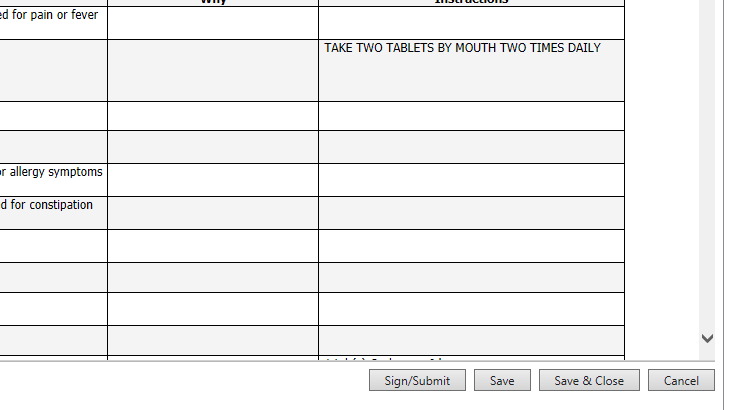 Why Instructions
ed for pain or fever
TAKE TWO TABLETS BY MOUTH TWO TIMES DAILY
or allergy symptoms
d for constipation
Sign/Submit Save Save & Close Cancel